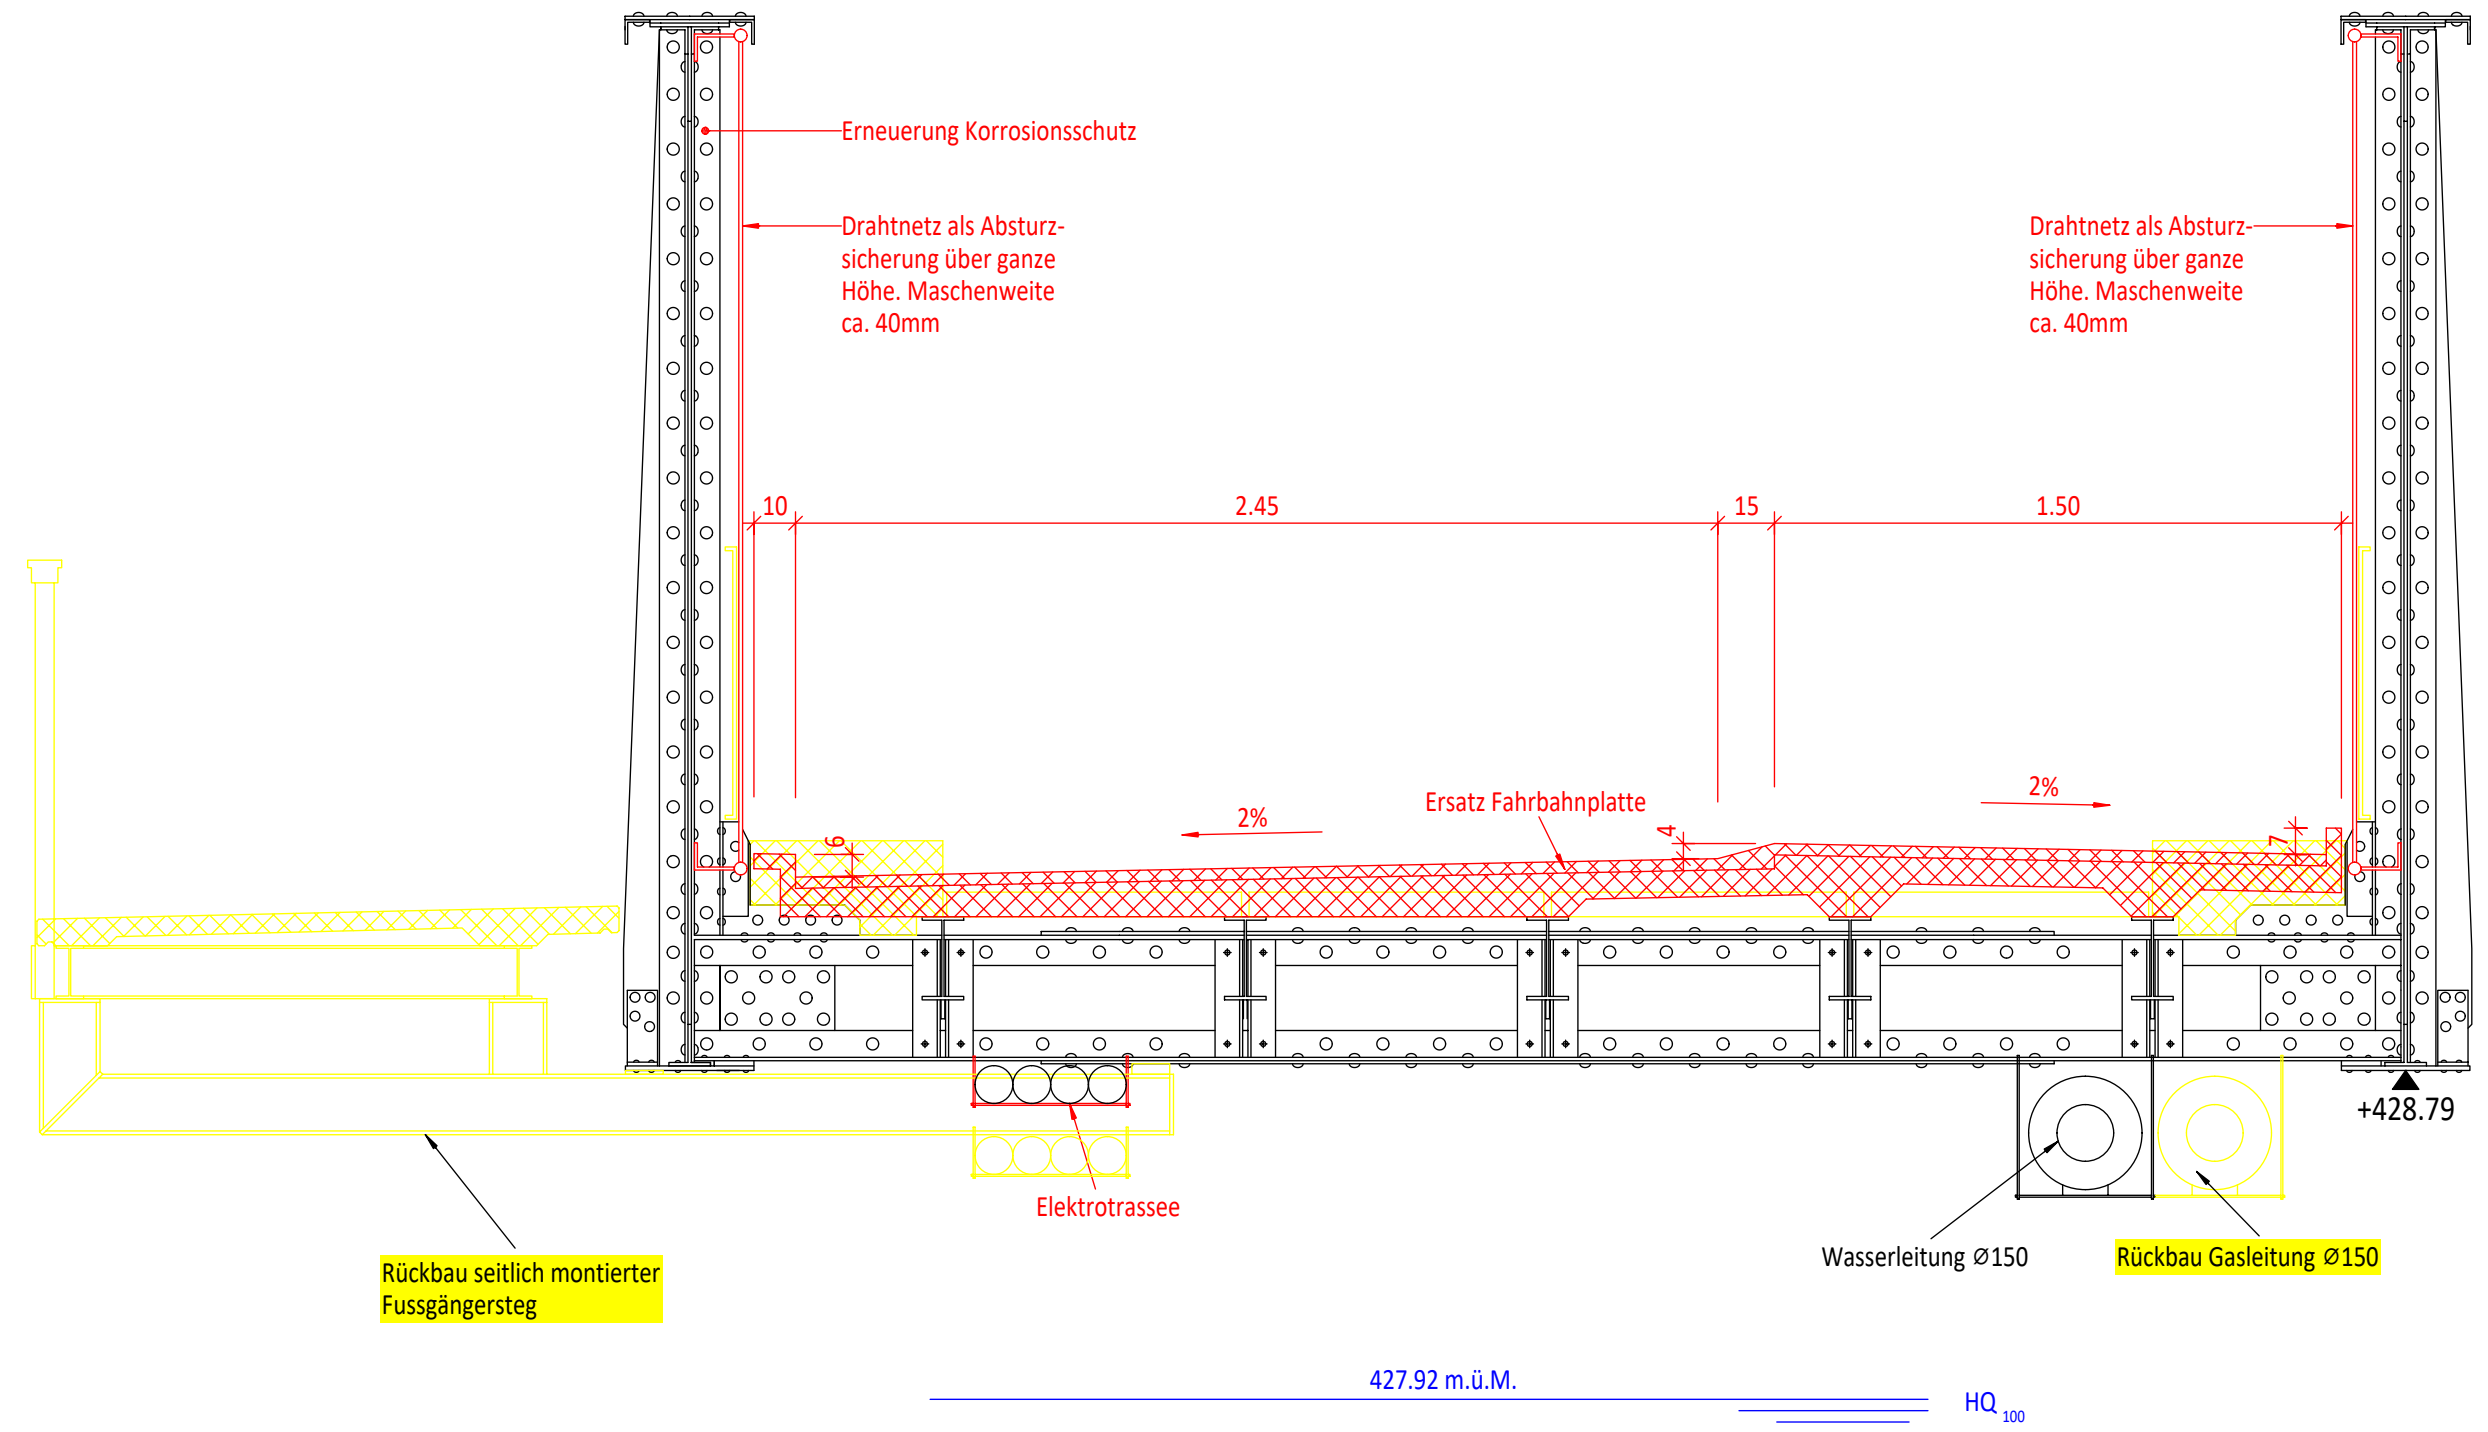 Erneuerung Korrosionsschutz
Drahtnetz als Absturz-
sicherung über ganze
Höhe. Maschenweite
ca. 40mm
Drahtnetz als Absturz-
sicherung über ganze
Höhe. Maschenweite
ca. 40mm
10
2.45
15
1.50
2%
Ersatz Fahrbahnplatte
2%
6
4
7
+428.79
Elektrotrassee
Wasserleitung Ø150
Rückbau Gasleitung Ø150
Rückbau seitlich montierter
Fussgängersteg
427.92 m.ü.M.
HQ 100